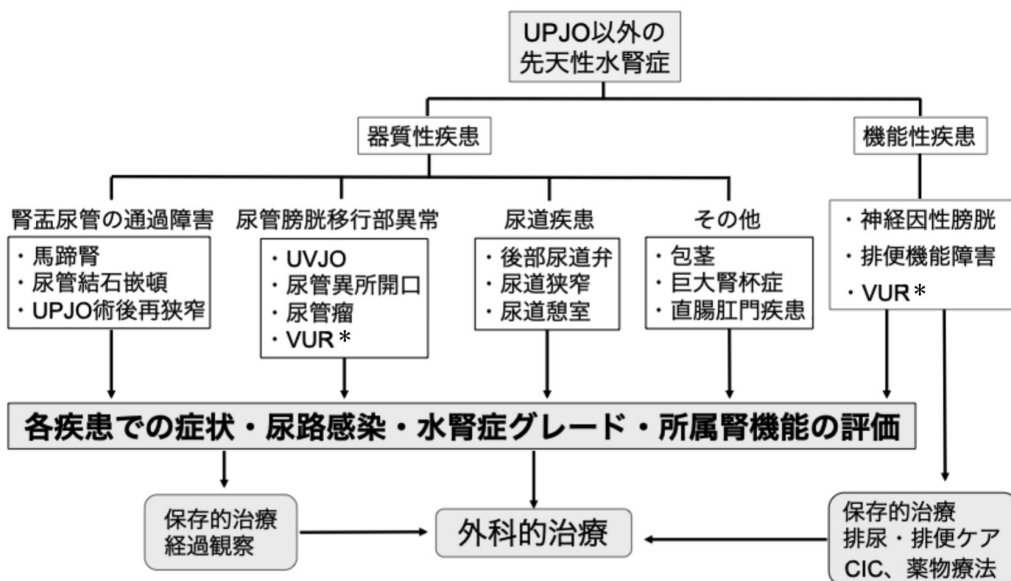 UPJO以外の
先天性水腎症
器質性疾患
機能性疾患
腎盂尿管の通過障害
・馬蹄腎
・尿管結石嵌頓
・UPJO術後再狭窄
尿管膀胱移行部異常
・UVJO
・尿管異所開口
・尿管瘤
・VUR*
尿道疾患
・後部尿道弁
・尿道狭窄
・尿道憩室
その他
・包茎
・巨大腎杯症
・直腸肛門疾患
・神経因性膀胱
・排便機能障害
・VUR*
各疾患での症状・尿路感染・水腎症グレード・所属腎機能の評価
保存的治療
経過観察
外科的治療
保存的治療
排尿・排便ケア
CIC、薬物療法